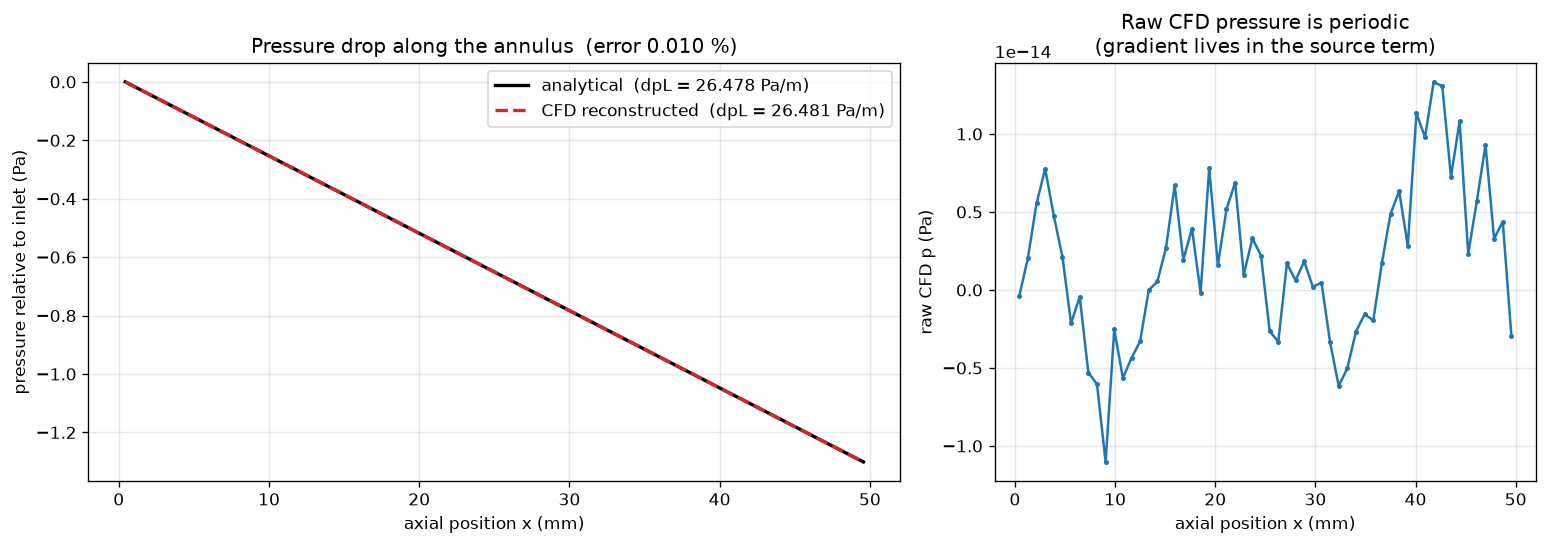 Pressure drop along the annulus  (error 0.010 %)
analytical  (dpL = 26.478 Pa/m)
CFD reconstructed  (dpL = 26.481 Pa/m)
pressure relative to inlet (Pa)
0.0
−0.2
−0.4
−0.6
−0.8
−1.0
−1.2
0 10 20 30 40 50
axial position x (mm)
Raw CFD pressure is periodic
(gradient lives in the source term)
1e−14
raw CFD p (Pa)
1.0
0.5
0.0
−0.5
−1.0
0 10 20 30 40 50
axial position x (mm)